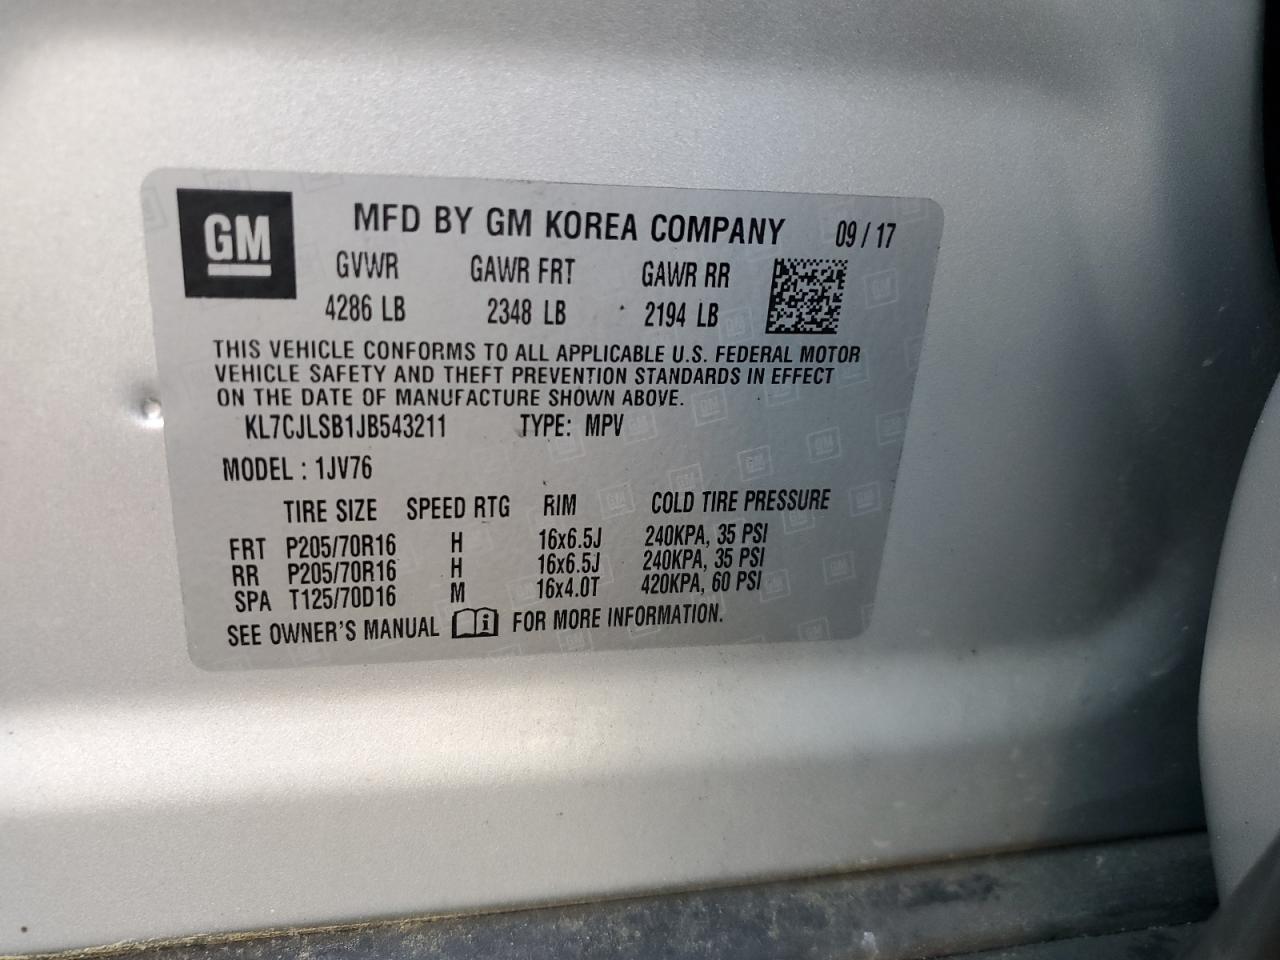 GM MFD BY GM KOREA COMPANY 09/17
GVWR GAWR FRT GAWR RR
4286 LB 2348 LB 2194 LB
THIS VEHICLE CONFORMS TO ALL APPLICABLE U.S. FEDERAL MOTOR
VEHICLE SAFETY AND THEFT PREVENTION STANDARDS IN EFFECT
ON THE DATE OF MANUFACTURE SHOWN ABOVE.
KL7CJLSB1JB543211 TYPE: MPV
MODEL : 1JV76
TIRE SIZE SPEED RTG RIM COLD TIRE PRESSURE
FRT P205/70R16 H 16x6.5J 240KPA, 35 PSI
RR P205/70R16 H 16x6.5J 240KPA, 35 PSI
SPA T125/70D16 M 16x4.0T 420KPA, 60 PSI
SEE OWNER'S MANUAL i FOR MORE INFORMATION.